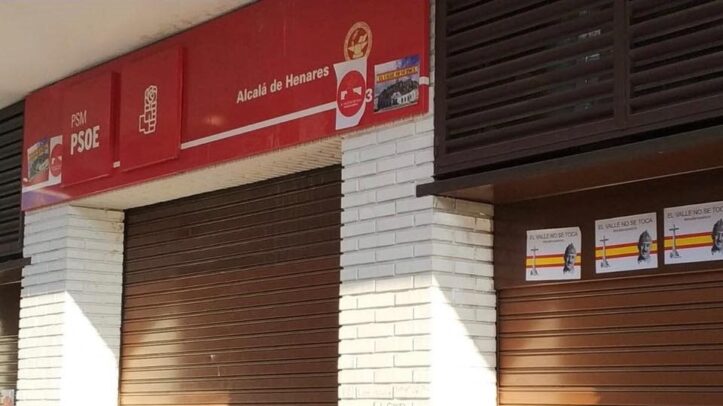 PSM
PSOE
Alcalá de Henares
3
EL VALLE NO SE TOCA
EL VALLE NO SE TOCA
EL VALLE NO SE TOCA